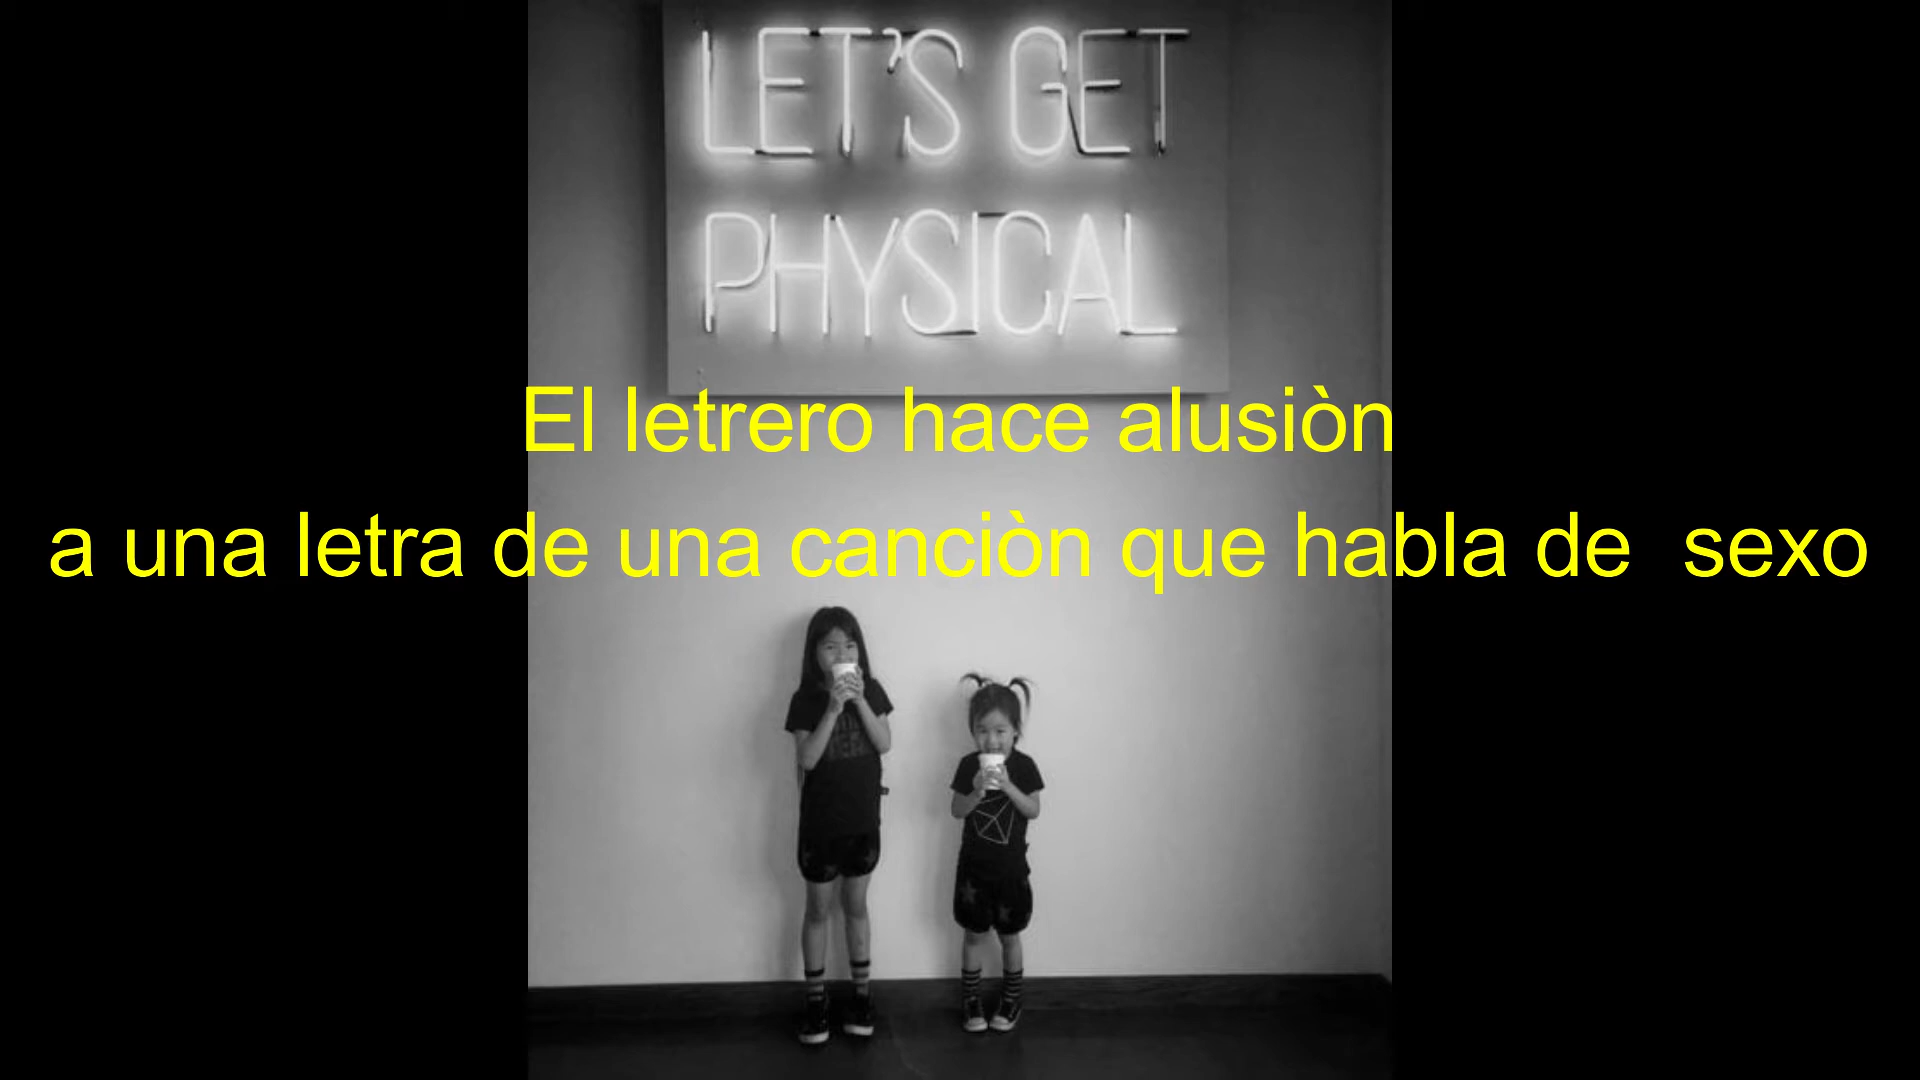 LET'S GET
PHYSICAL
El letrero hace alusiòn
a una letra de una canciòn que habla de  sexo